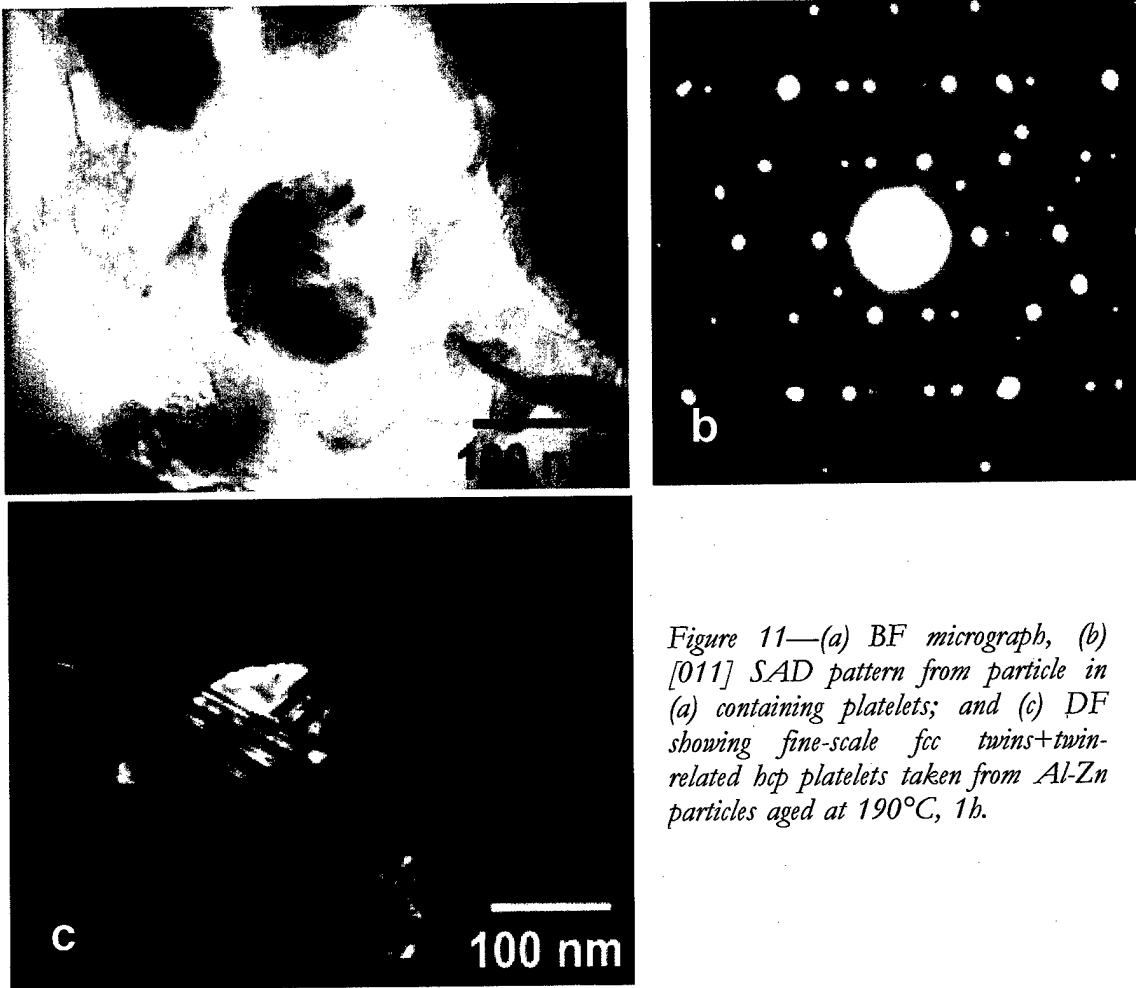 b
c
100 nm
Figure 11—(a) BF micrograph, (b)
[011] SAD pattern from particle in
(a) containing platelets; and (c) DF
showing fine-scale fcc twins+twin-
related hcp platelets taken from Al-Zn
particles aged at 190°C, 1h.